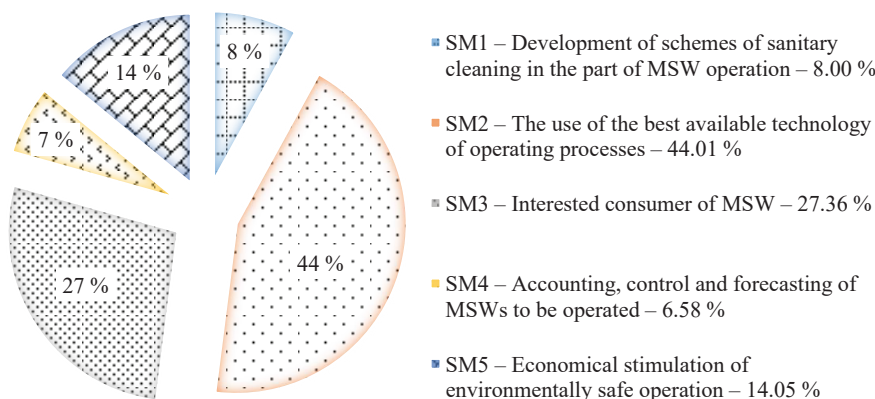 14 %
8 %
7 %
44 %
27 %
SM1 – Development of schemes of sanitary
cleaning in the part of MSW operation – 8.00 %
SM2 – The use of the best available technology
of operating processes – 44.01 %
SM3 – Interested consumer of MSW – 27.36 %
SM4 – Accounting, control and forecasting of
MSWs to be operated – 6.58 %
SM5 – Economical stimulation of
environmentally safe operation – 14.05 %